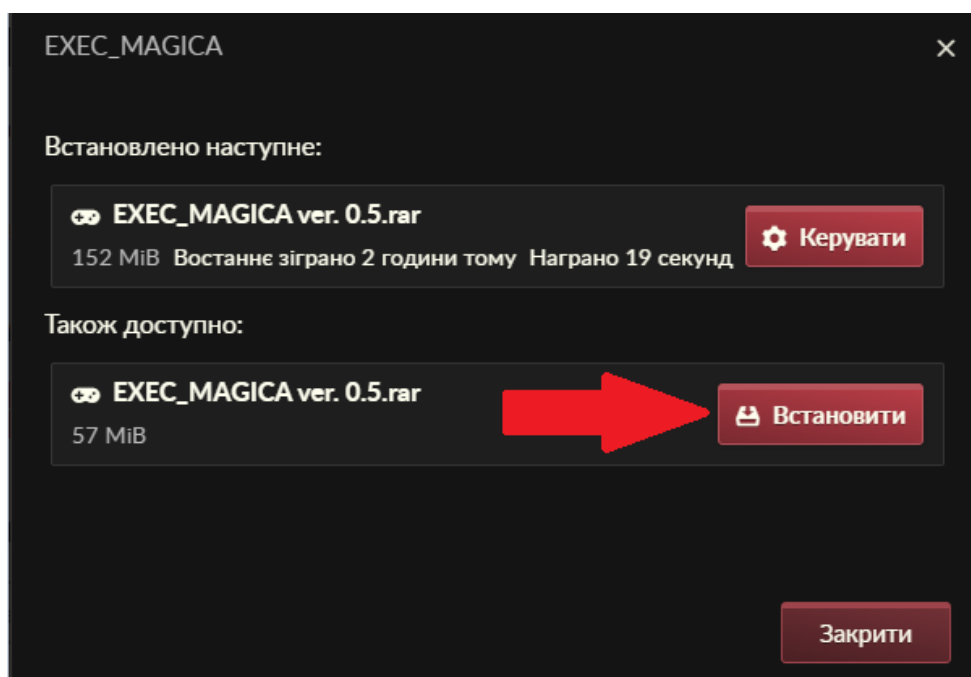 EXEC_MAGICA
Встановлено наступне:
EXEC_MAGICA ver. 0.5.rar
152 MiB Востаннє зіграно 2 години тому Награно 19 секунд
Керувати
Також доступно:
EXEC_MAGICA ver. 0.5.rar
57 MiB
Встановити
Закрити